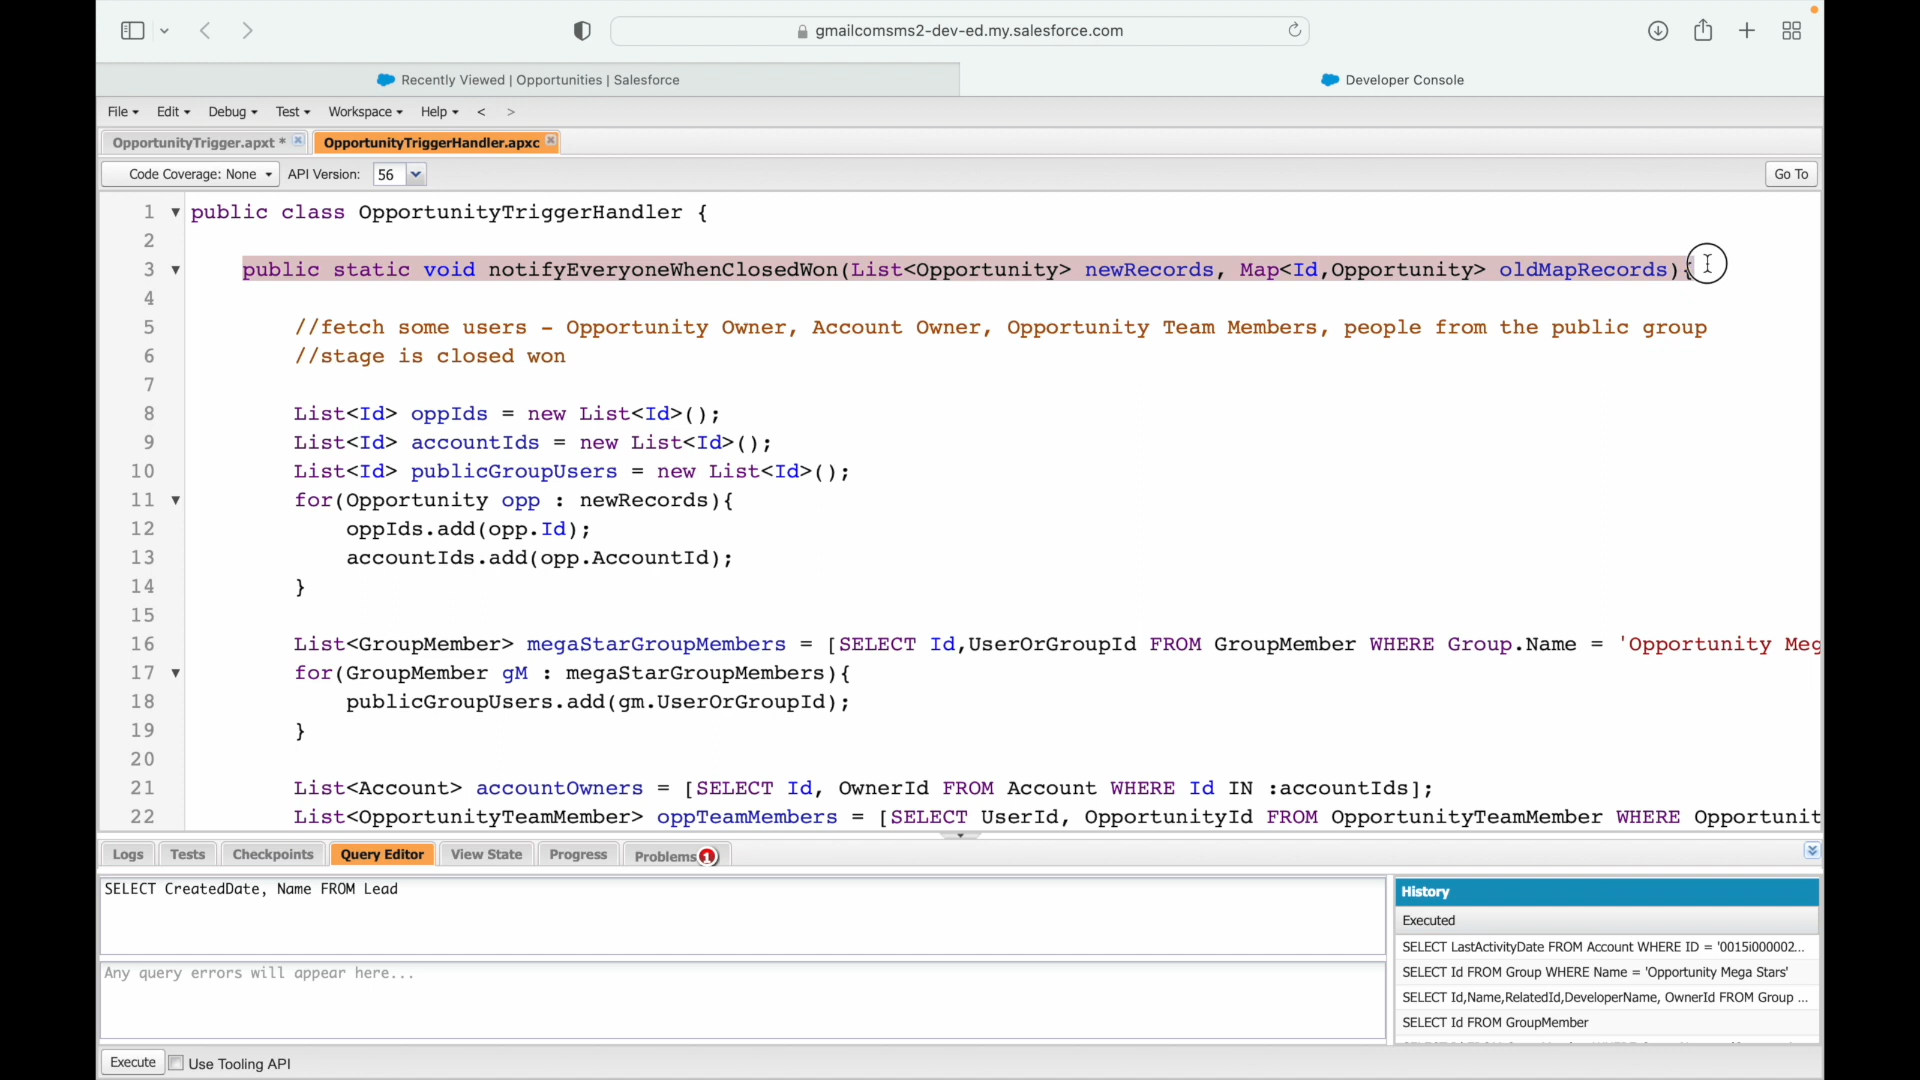 gmailcomsms2-dev-ed.my.salesforce.com
Recently Viewed | Opportunities | Salesforce
Developer Console
File Edit Debug Test Workspace Help < >
OpportunityTrigger.apxt *
OpportunityTriggerHandler.apxc
Code Coverage: None API Version: 56 Go To
1 public class OpportunityTriggerHandler {
2
3 public static void notifyEveryoneWhenClosedWon(List<Opportunity> newRecords, Map<Id,Opportunity> oldMapRecords){
4
5 //fetch some users - Opportunity Owner, Account Owner, Opportunity Team Members, people from the public group
6 //stage is closed won
7
8 List<Id> oppIds = new List<Id>();
9 List<Id> accountIds = new List<Id>();
10 List<Id> publicGroupUsers = new List<Id>();
11 for(Opportunity opp : newRecords){
12 oppIds.add(opp.Id);
13 accountIds.add(opp.AccountId);
14 }
15
16 List<GroupMember> megaStarGroupMembers = [SELECT Id,UserOrGroupId FROM GroupMember WHERE Group.Name = 'Opportunity Meg
17 for(GroupMember gM : megaStarGroupMembers){
18 publicGroupUsers.add(gm.UserOrGroupId);
19 }
20
21 List<Account> accountOwners = [SELECT Id, OwnerId FROM Account WHERE Id IN :accountIds];
22 List<OpportunityTeamMember> oppTeamMembers = [SELECT UserId, OpportunityId FROM OpportunityTeamMember WHERE Opportunit
Logs Tests Checkpoints Query Editor View State Progress Problems 1
SELECT CreatedDate, Name FROM Lead
Any query errors will appear here...
History
Executed
SELECT LastActivityDate FROM Account WHERE ID = '0015i000002...
SELECT Id FROM Group WHERE Name = 'Opportunity Mega Stars'
SELECT Id,Name,RelatedId,DeveloperName, OwnerId FROM Group ...
SELECT Id FROM GroupMember
Execute Use Tooling API